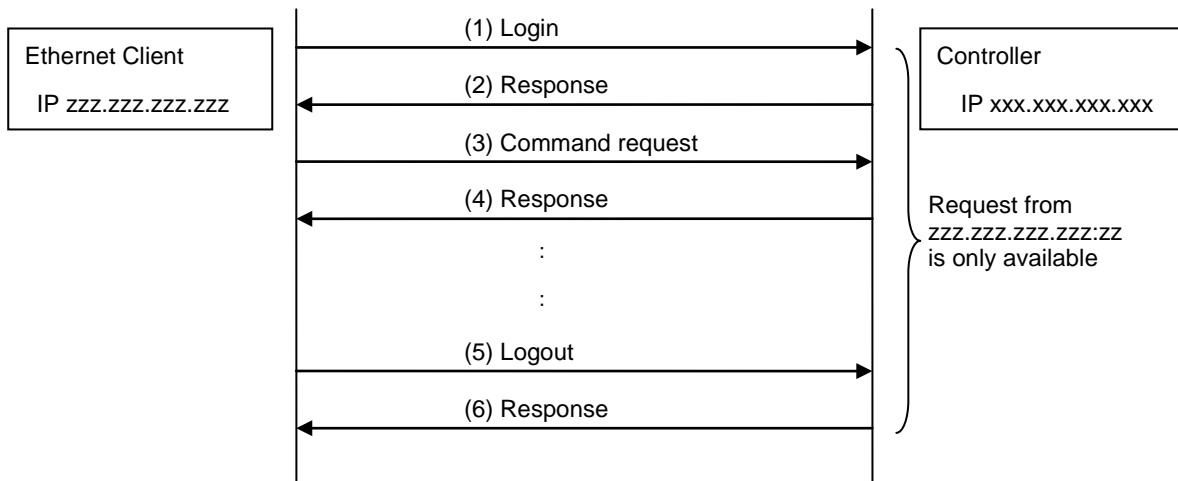 (1) Login
Ethernet Client
IP zzz.zzz.zzz.zzz
Controller
IP xxx.xxx.xxx.xxx
(2) Response
(3) Command request
(4) Response
Request from
zzz.zzz.zzz.zzz:zz
is only available
:
:
(5) Logout
(6) Response